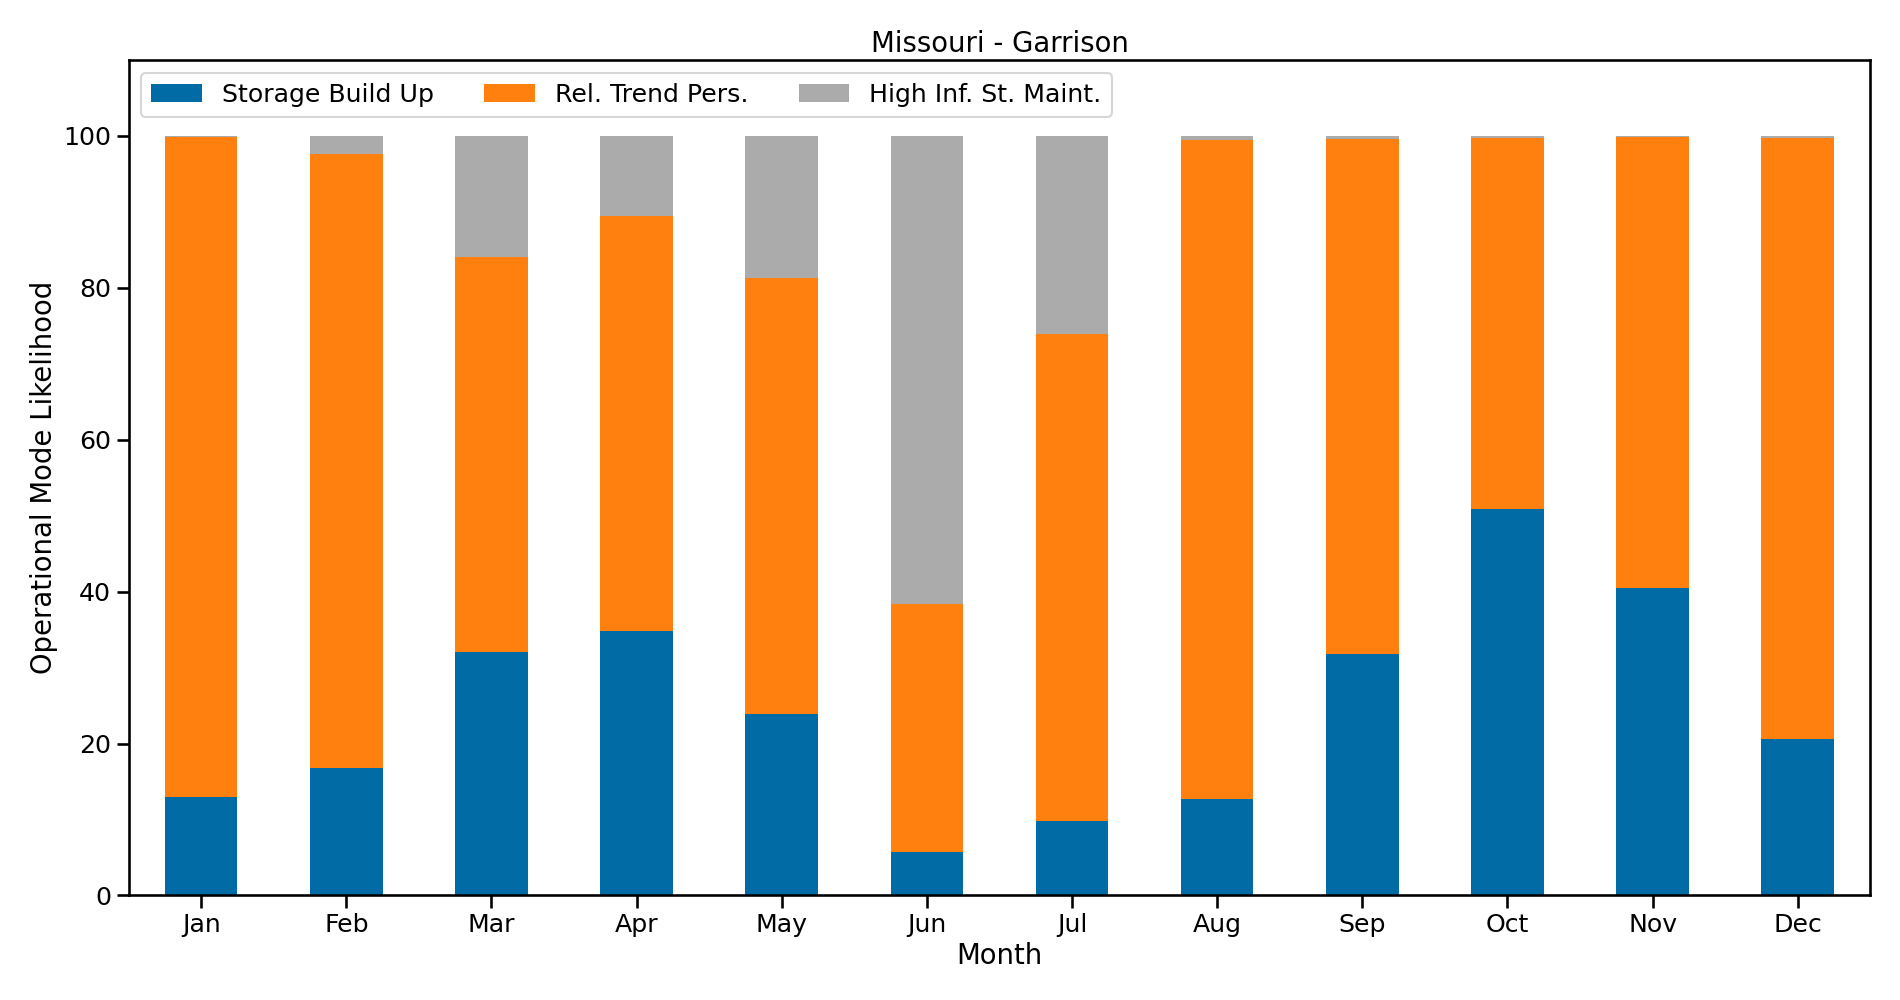 Missouri - Garrison
Storage Build Up Rel. Trend Pers. High Inf. St. Maint.
Operational Mode Likelihood
100
80
60
40
20
0
Jan Feb Mar Apr May Jun Jul Aug Sep Oct Nov Dec
Month